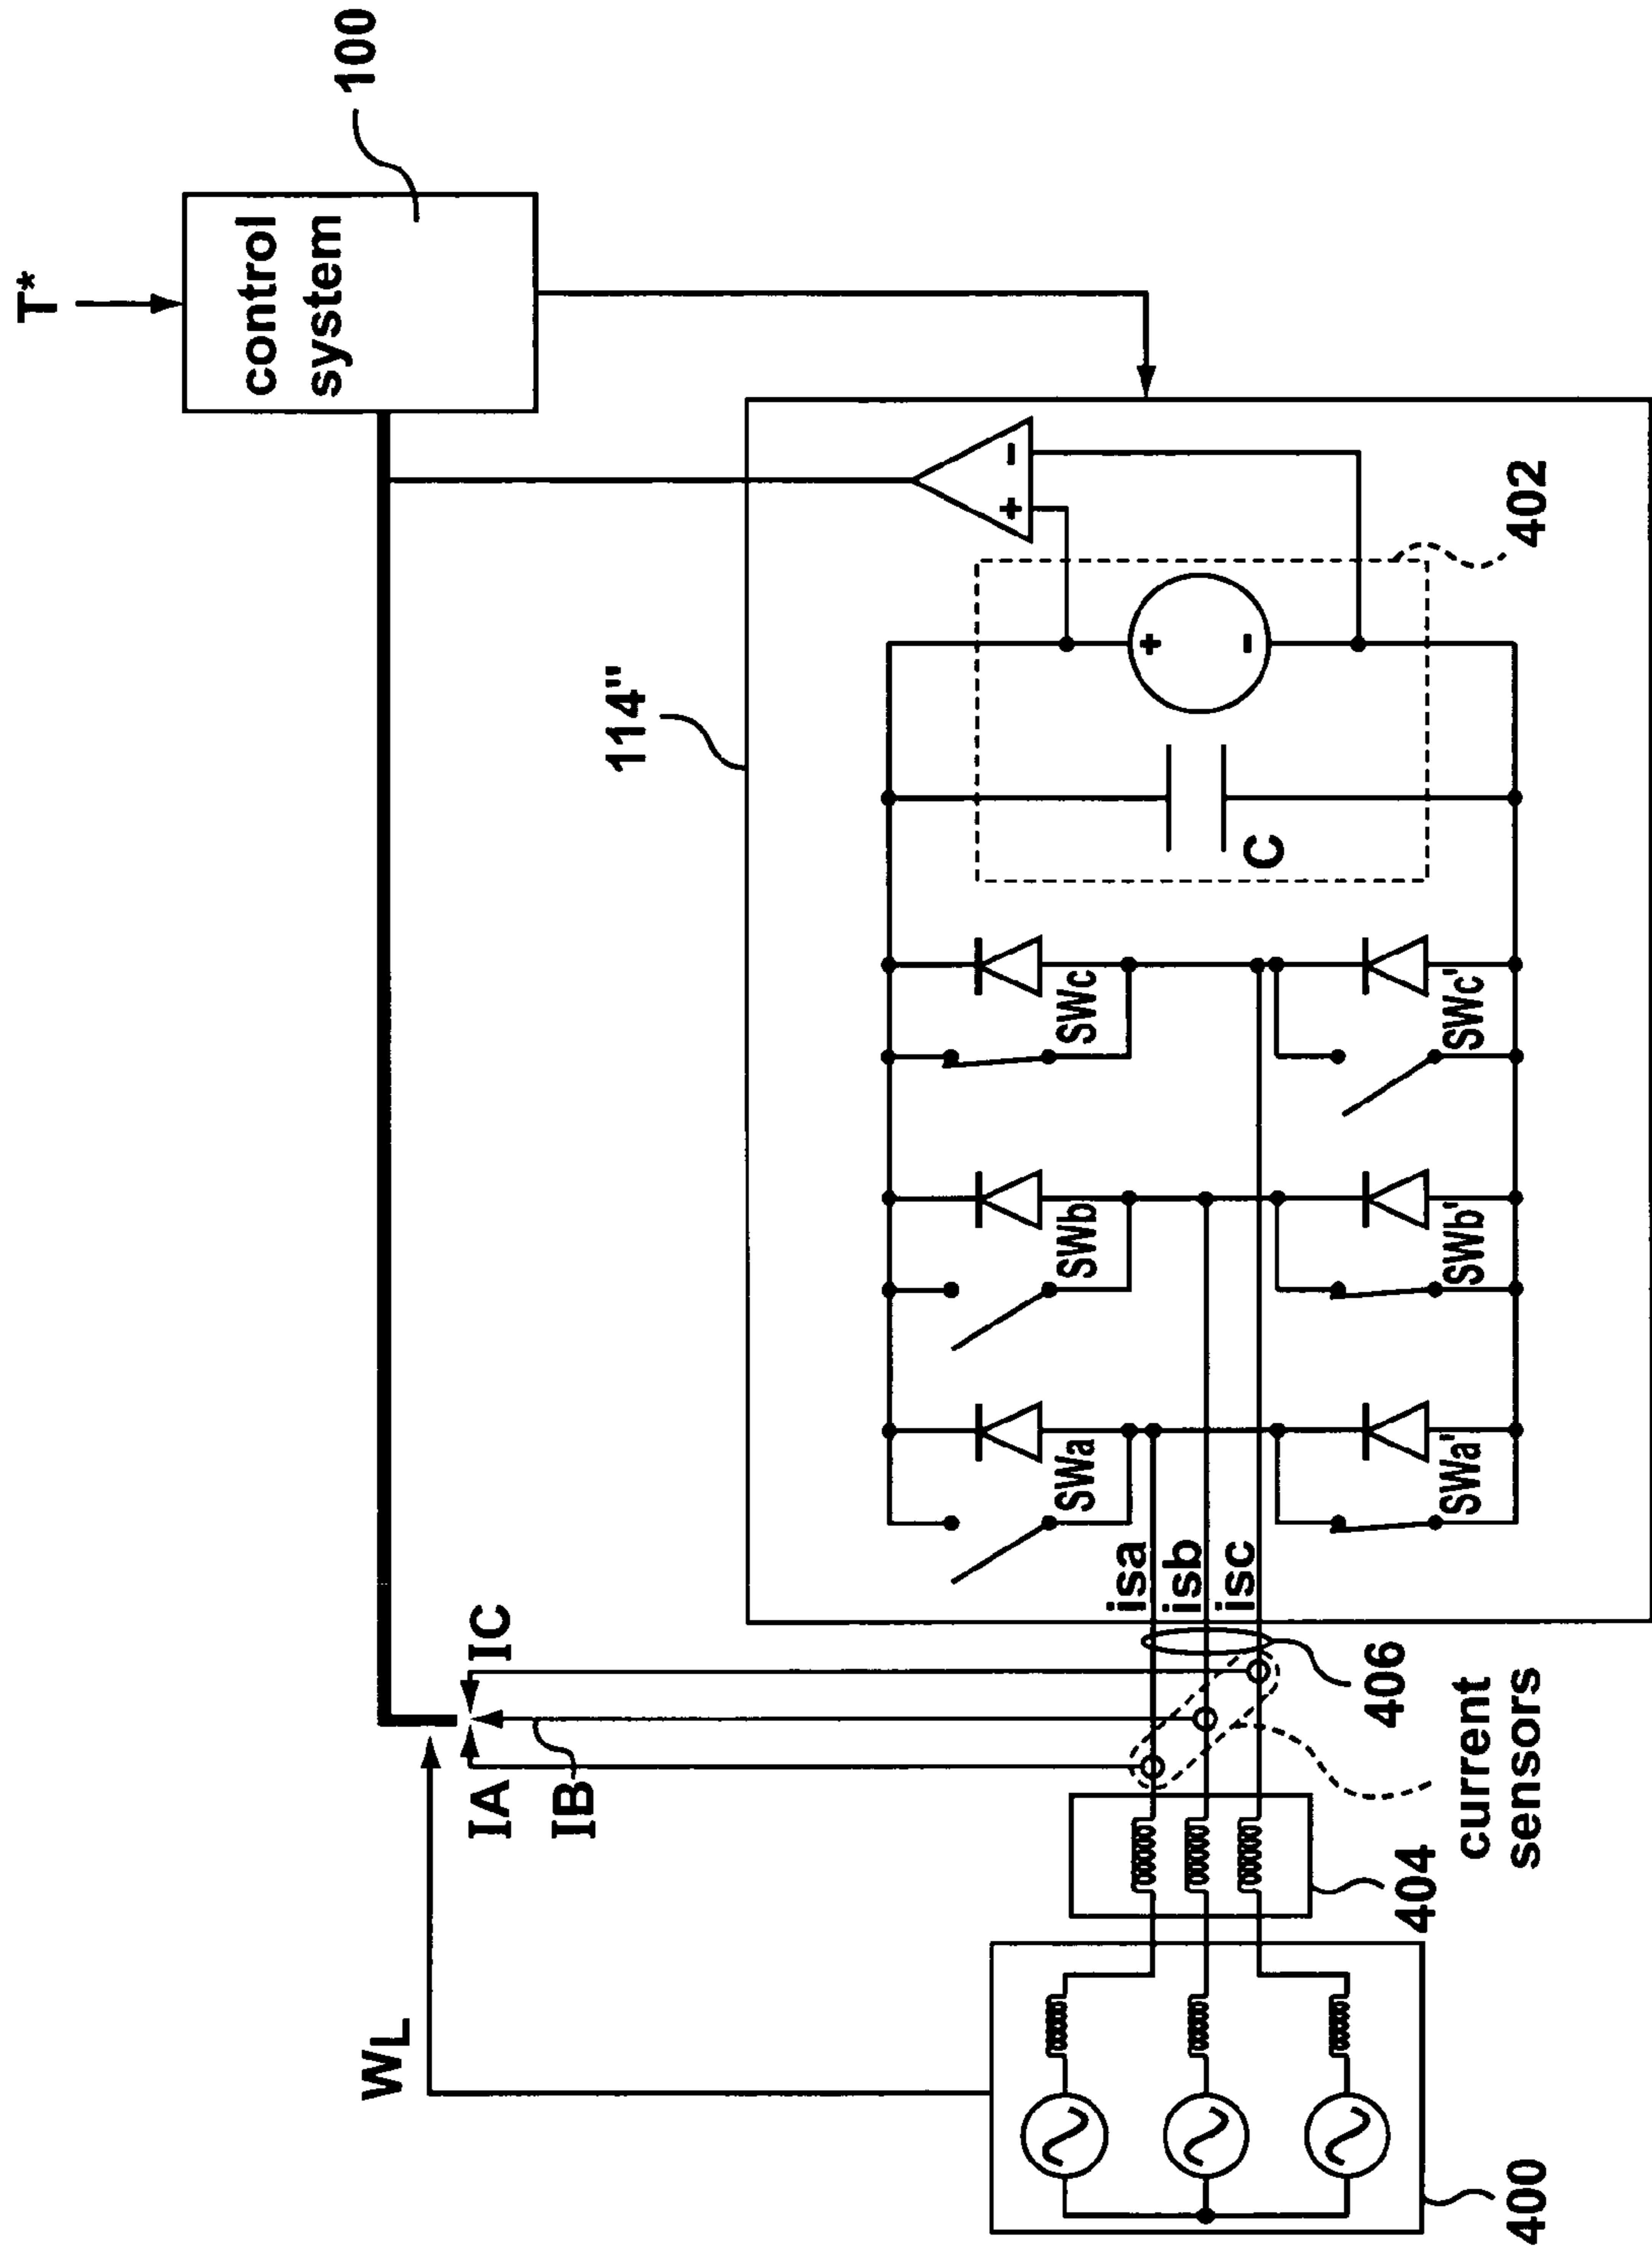 T*
control
system
100
114"
+
-
+
-
402
C
SWa
SWb
SWc
SWa'
SWb'
SWc'
isa
isb
isc
IA
IB
IC
406
current
sensors
404
400
WL